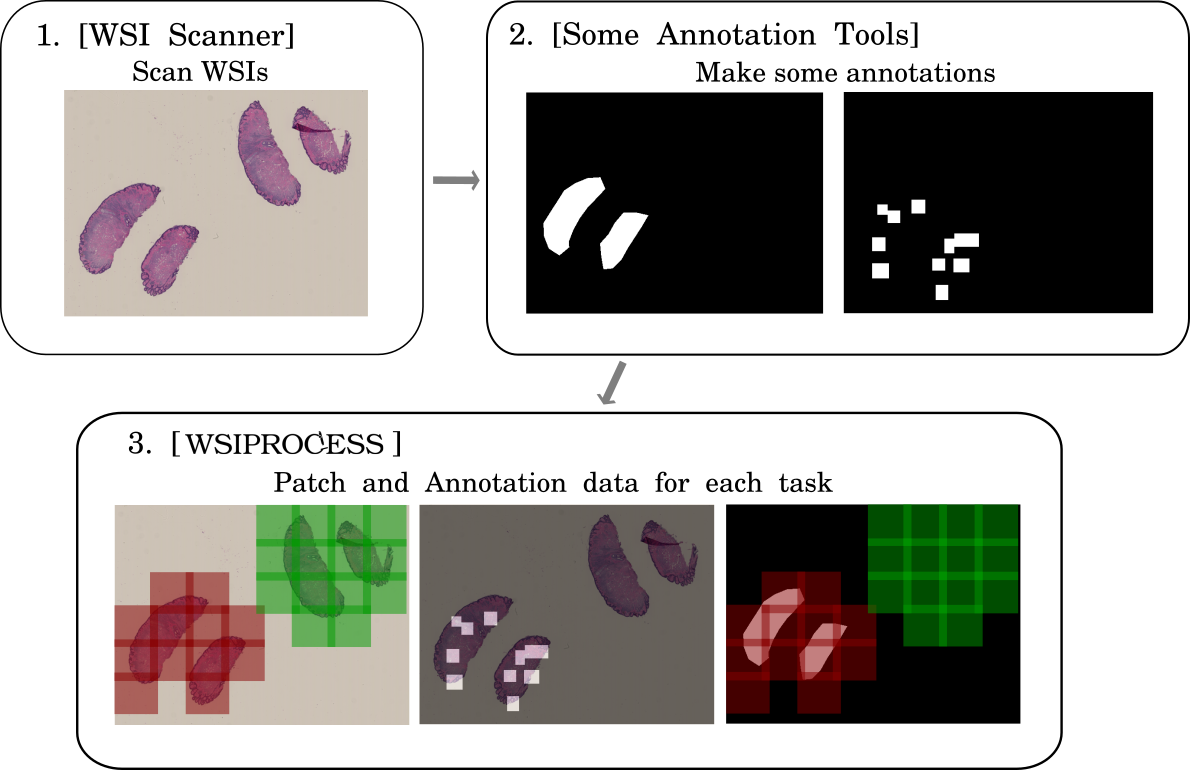 1. [WSI Scanner]
Scan WSIs
2. [Some Annotation Tools]
Make some annotations
3. [WSIPROCESS]
Patch and Annotation data for each task